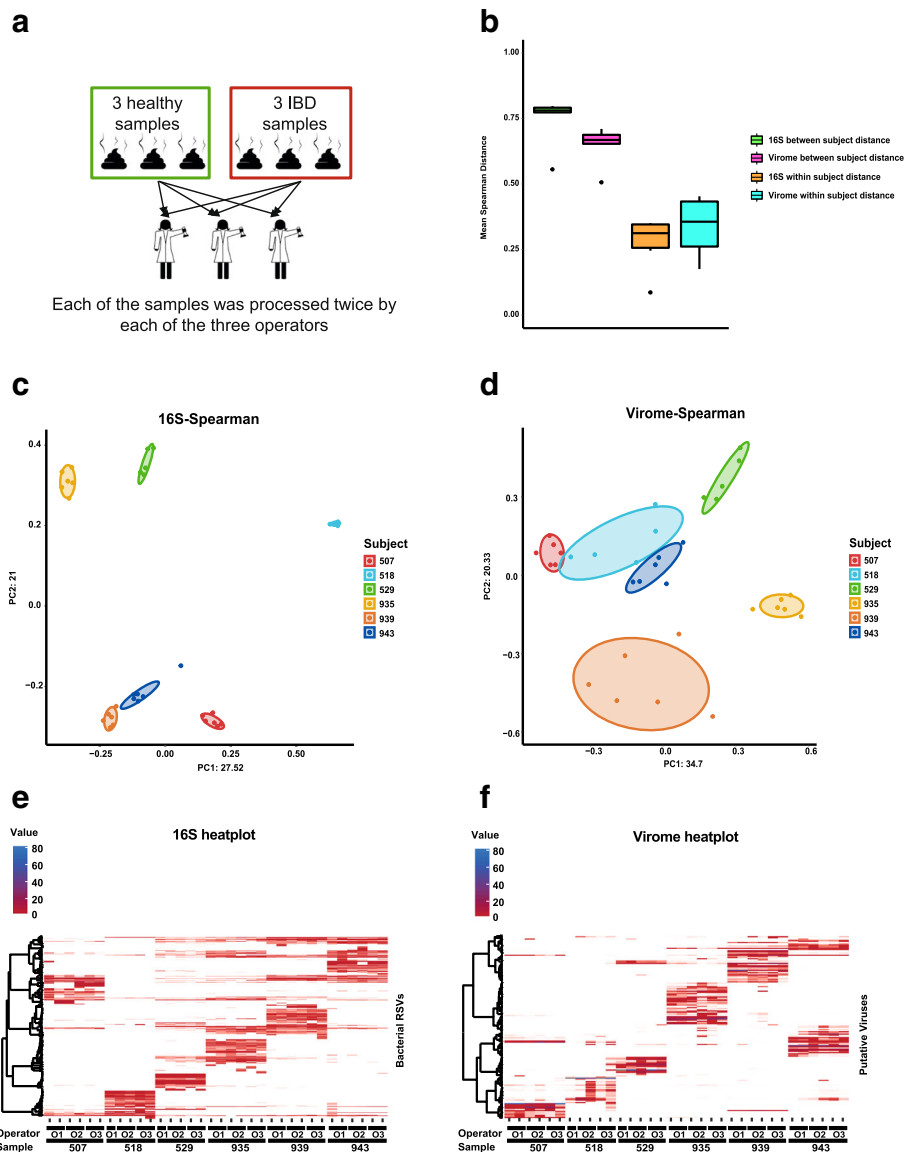 a
3 healthy
samples
3 IBD
samples
Each of the samples was processed twice by
each of the three operators
b
Mean Spearman Distance
1.00
0.75
0.50
0.25
0.00
16S between subject distance
Virome between subject distance
16S within subject distance
Virome within subject distance
c
16S-Spearman
PC2: 21
0.4
0.2
0.0
−0.2
−0.25
0.00
0.25
0.50
PC1: 27.52
Subject
507
518
529
935
939
943
d
Virome-Spearman
PC2: 20.33
0.3
0.0
−0.3
−0.6
−0.3
0.0
0.3
0.6
PC1: 34.7
Subject
507
518
529
935
939
943
e
16S heatplot
Value
80
60
40
20
0
Bacterial RSVs
Operator O1 O2 O3 O1 O2 O3 O1 O2 O3 O1 O2 O3 O1 O2 O3 O1 O2 O3
Sample 507 518 529 935 939 943
f
Virome heatplot
Value
80
60
40
20
0
Putative Viruses
Operator O1 O2 O3 O1 O2 O3 O1 O2 O3 O1 O2 O3 O1 O2 O3 O1 O2 O3
Sample 507 518 529 935 939 943